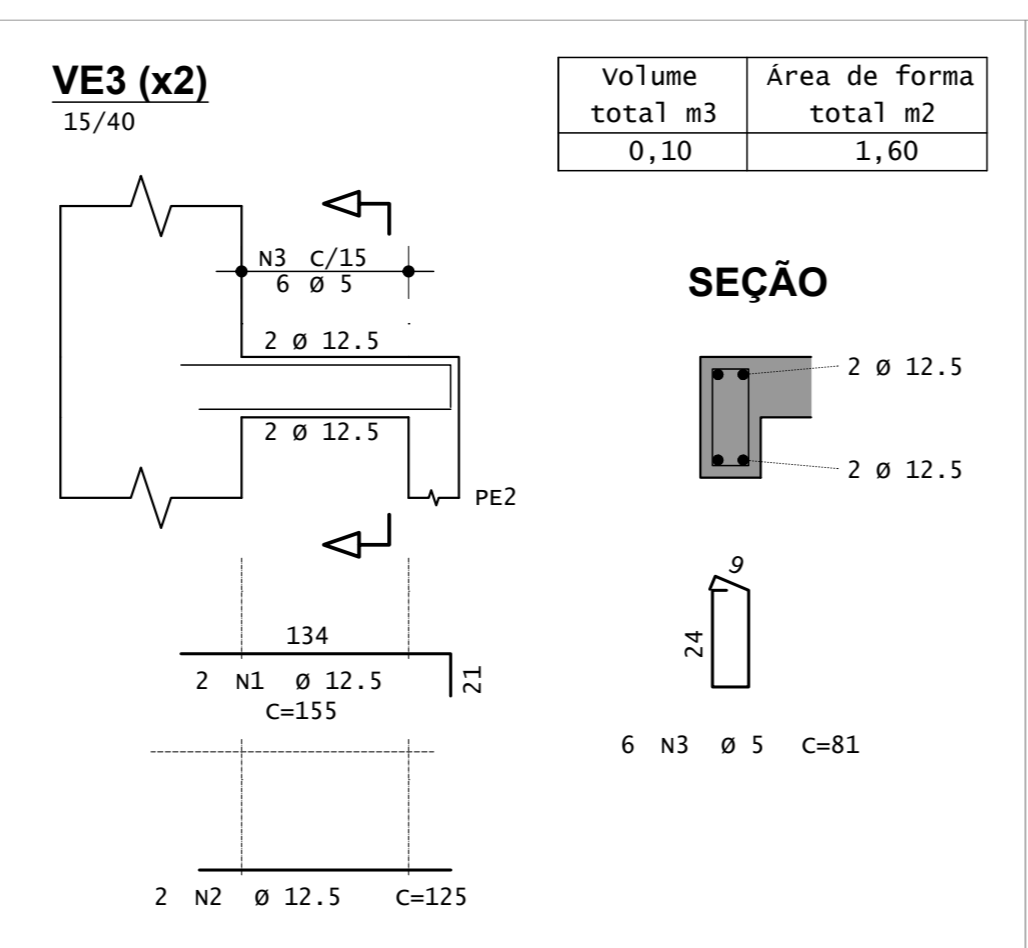 VE3 (x2)
15/40
Volume total m3
Área de forma total m2
0,10
1,60
N3 C/15
6 Ø 5
2 Ø 12.5
2 Ø 12.5
PE2
SEÇÃO
2 Ø 12.5
2 Ø 12.5
134
21
2 N1 Ø 12.5
C=155
9
24
6 N3 Ø 5 C=81
2 N2 Ø 12.5 C=125